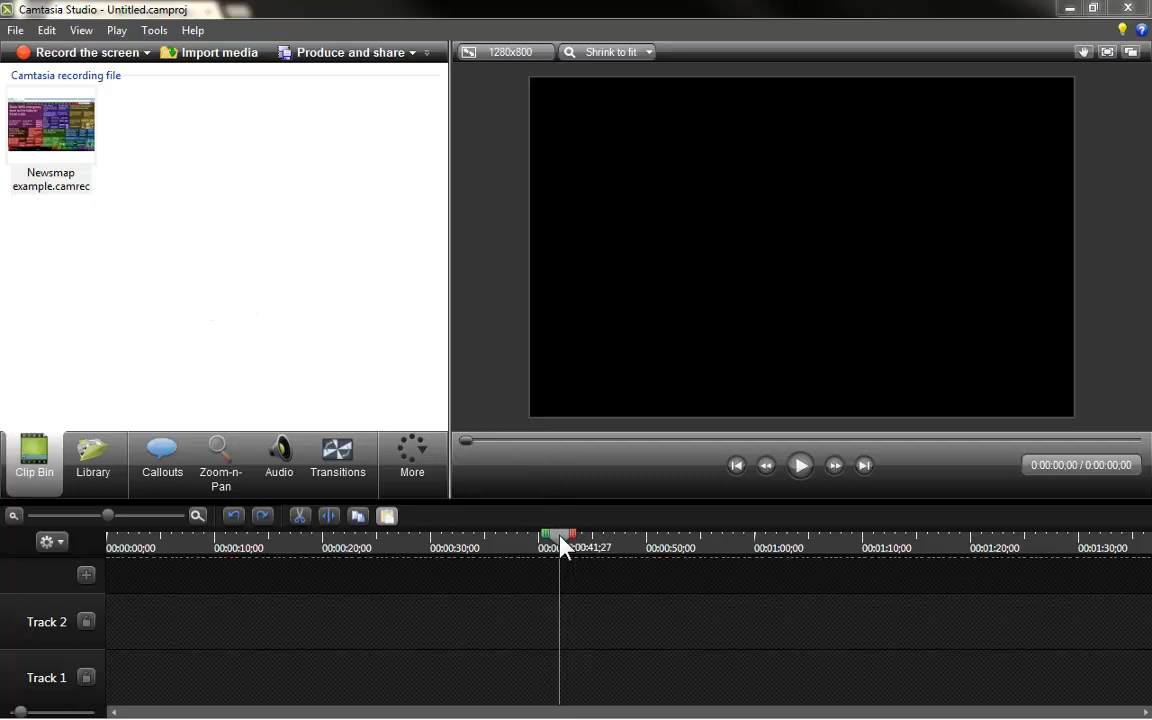 Camtasia Studio - Untitled.camproj
File Edit View Play Tools Help
Record the screen Import media Produce and share 1280x800 Shrink to fit
Camtasia recording file
Newsmap
example.camrec
Clip Bin Library Callouts Zoom-n-
Pan Audio Transitions More
0:00:00;00 / 0:00:00;00
00:00:00;00 00:00:10;00 00:00:20;00 00:00:30;00 00:00:41;27 00:00:50;00 00:01:00;00 00:01:10;00 00:01:20;00 00:01:30;00
Track 2
Track 1